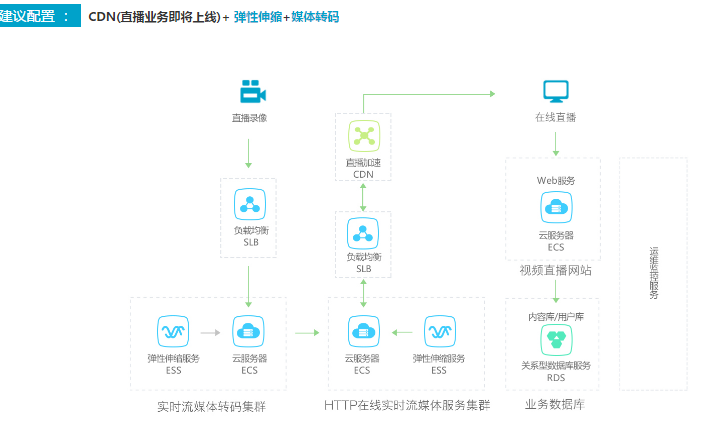 建议配置 : CDN(直播业务即将上线) + 弹性伸缩+媒体转码
直播录像
在线直播
直播加速
CDN
Web服务
负载均衡
SLB
云服务器
ECS
负载均衡
SLB
视频直播网站
运维监控服务
内容库/用户库
弹性伸缩服务
ESS
云服务器
ECS
云服务器
ECS
弹性伸缩服务
ESS
关系型数据库服务
RDS
实时流媒体转码集群
HTTP在线实时流媒体服务集群
业务数据库